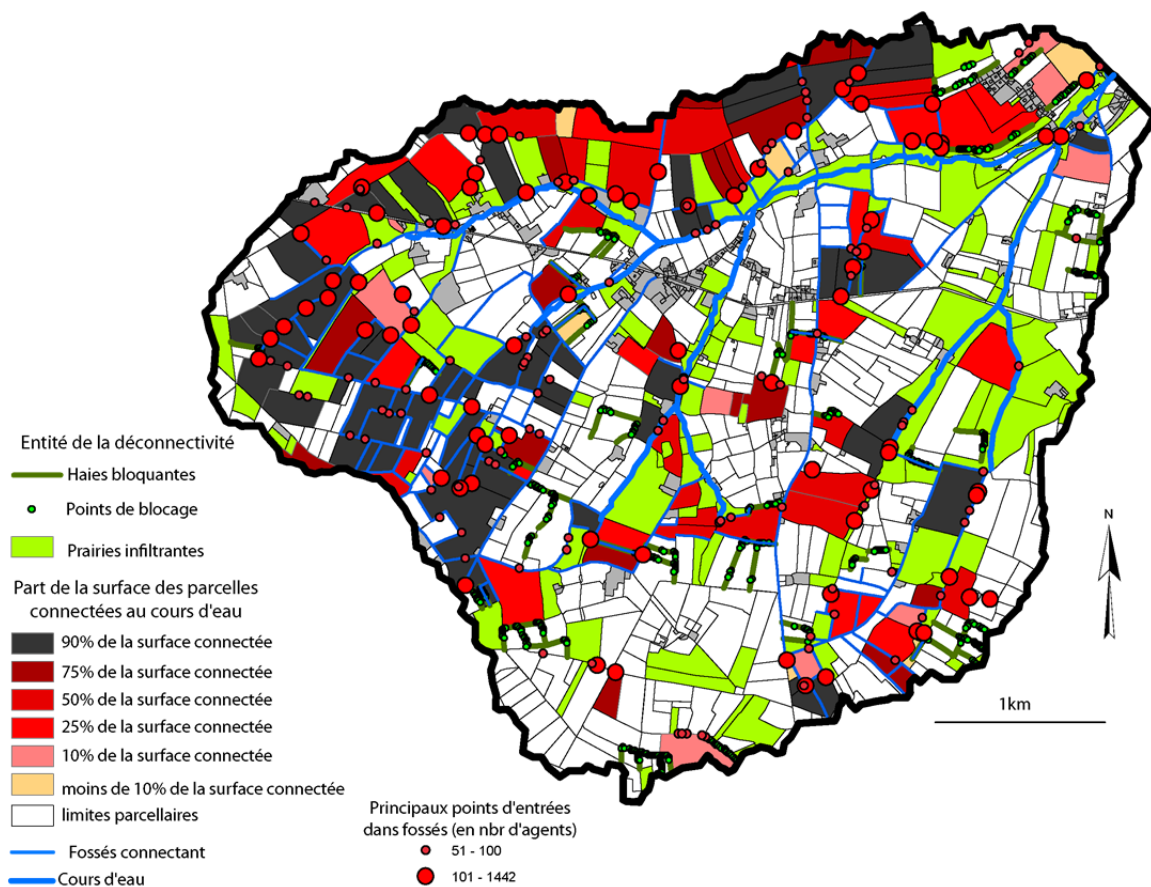 Entité de la déconnectivité
Haies bloquantes
Points de blocage
Prairies infiltrantes
Part de la surface des parcelles
connectées au cours d'eau
90% de la surface connectée
75% de la surface connectée
50% de la surface connectée
25% de la surface connectée
10% de la surface connectée
moins de 10% de la surface connectée
limites parcellaires
Fossés connectant
Cours d'eau
Principaux points d'entrées
dans fossés (en nbr d'agents)
51 - 100
101 - 1442
N
1km